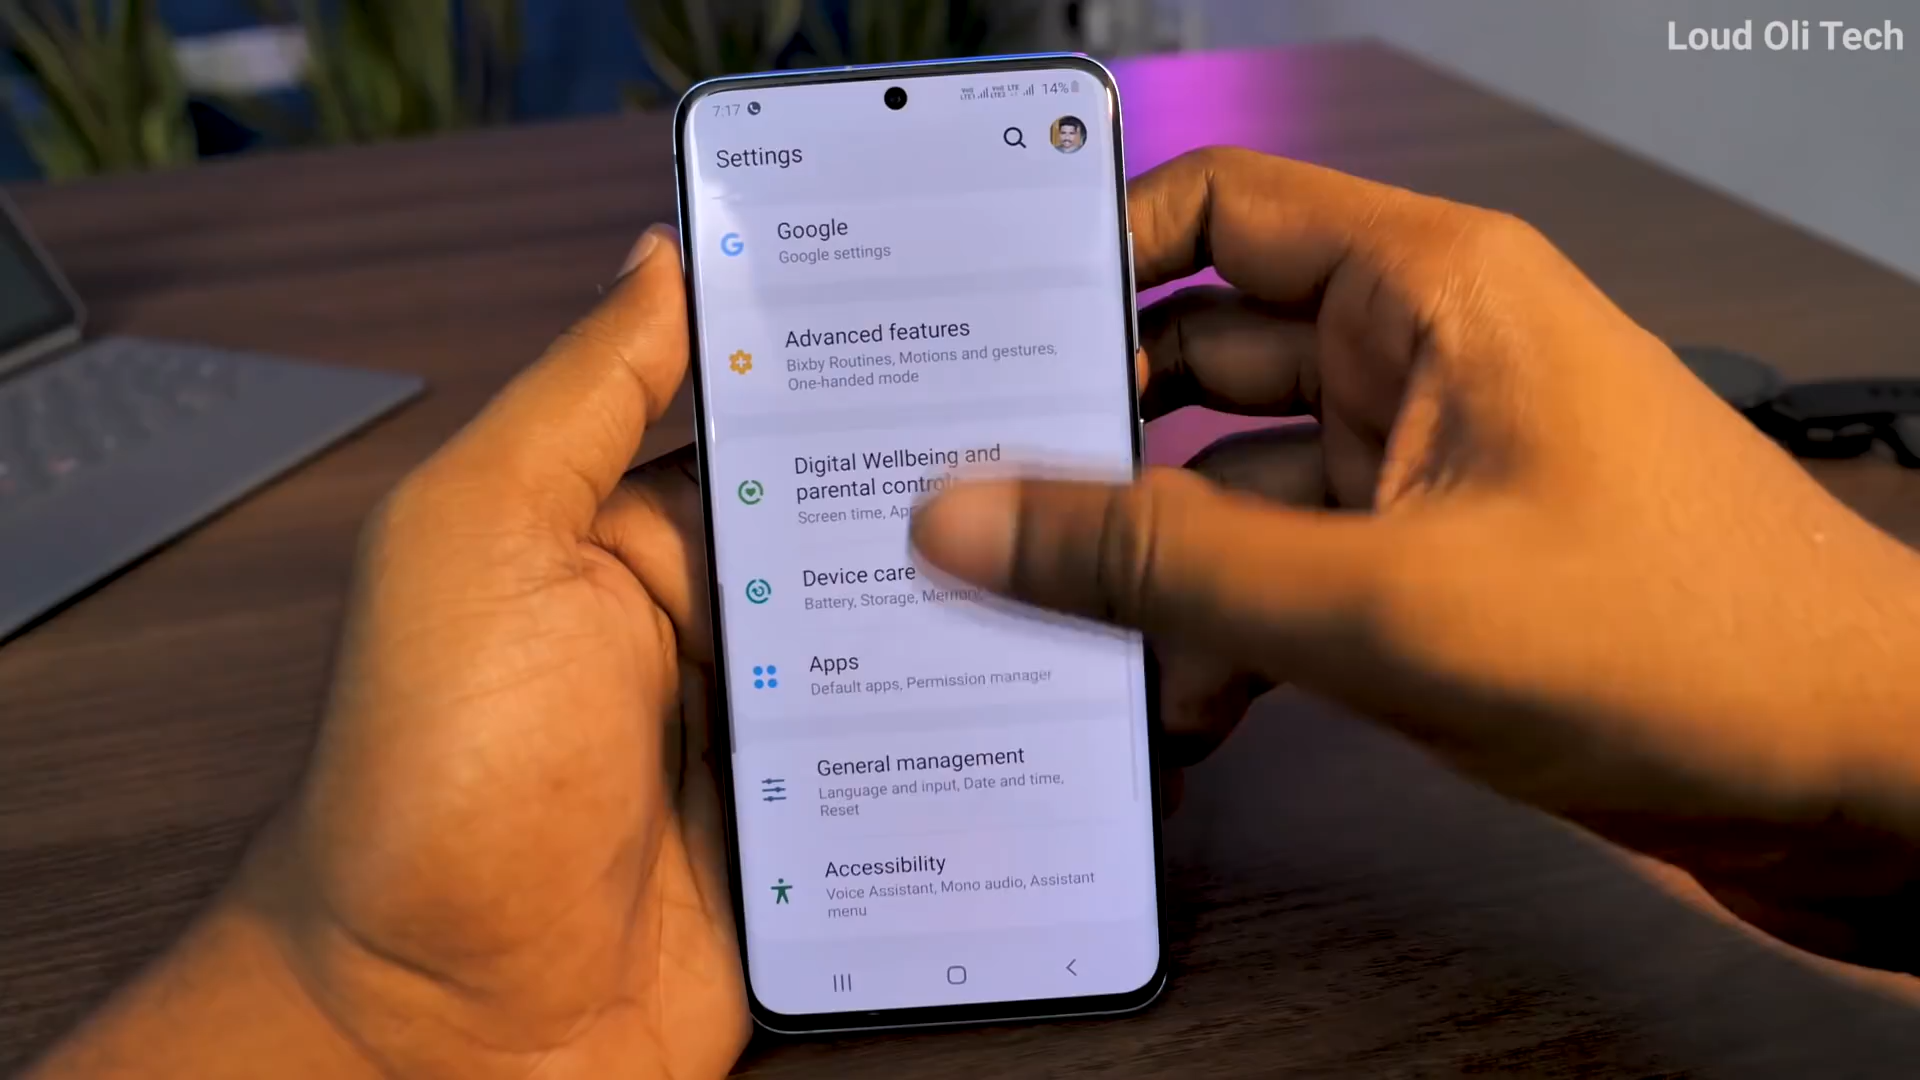 Loud Oli Tech
7:17
14%
Settings
Google
Google settings
Advanced features
Bixby Routines, Motions and gestures,
One-handed mode
Digital Wellbeing and
parental
Screen time,
Device care
Battery, Storage, Memory,
Apps
Default apps, Permission manager
General management
Language and input, Date and time,
Reset
Accessibility
Voice Assistant, Mono audio, Assistant
menu